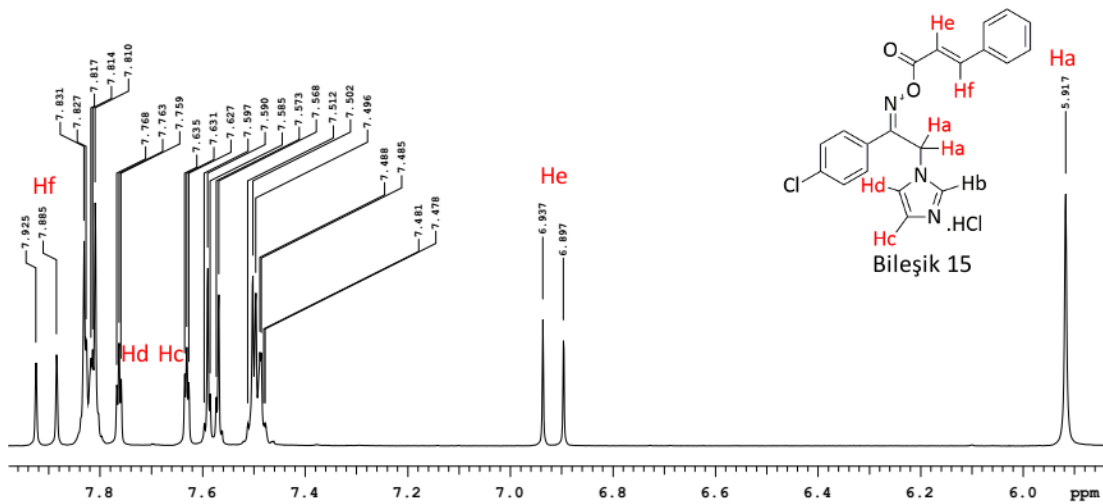 7.831
7.827
7.817
7.814
7.810
7.768
7.763
7.759
7.635
7.631
7.627
7.597
7.590
7.585
7.573
7.568
7.512
7.502
7.496
7.488
7.485
7.481
7.478
Hf
7.925
7.885
Hd
Hc
He
6.937
6.897
Ha
5.917
He
O
O
Hf
N
Ha
Ha
Cl
N
Hd
Hb
N
.HCl
Hc
Bileşik 15
7.8 7.6 7.4 7.2 7.0 6.8 6.6 6.4 6.2 6.0 ppm